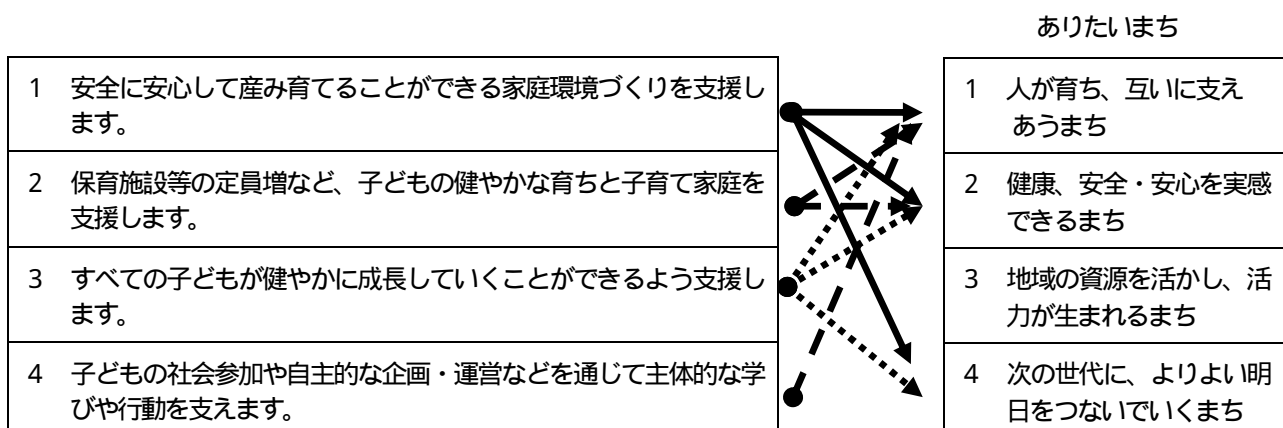 ありたいまち
1 安全に安心して産み育てることができる家庭環境づくりを支援し
ます。
2 保育施設等の定員増など、子どもの健やかな育ちと子育て家庭を
支援します。
3 すべての子どもが健やかに成長していくことができるよう支援し
ます。
4 子どもの社会参加や自主的な企画・運営などを通じて主体的な学
びや行動を支えます。
1 人が育ち、互いに支え
あうまち
2 健康、安全・安心を実感
できるまち
3 地域の資源を活かし、活
力が生まれるまち
4 次の世代に、よりよい明
日をつないでいくまち